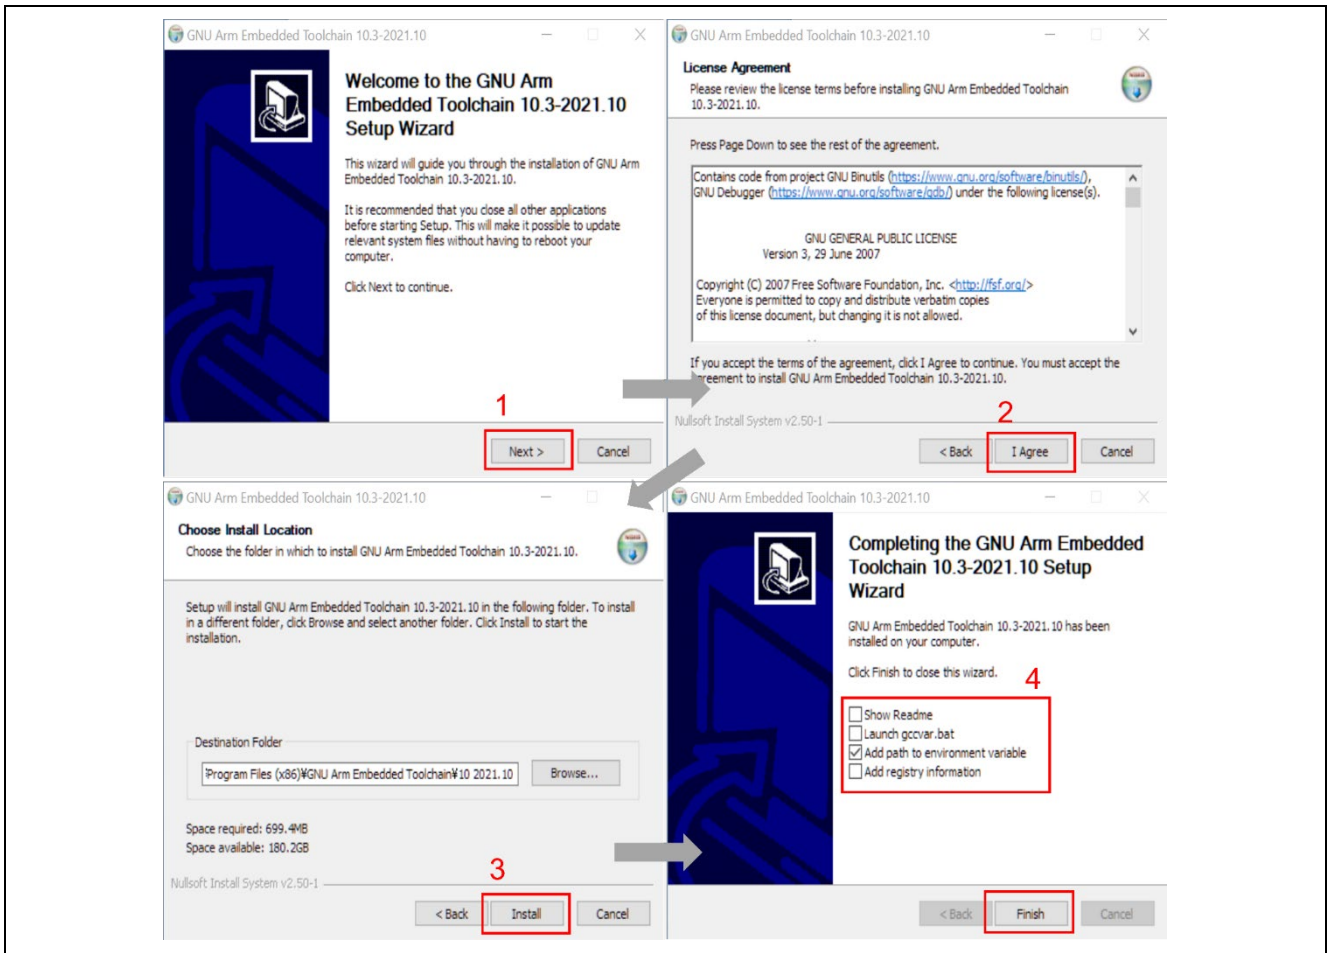 GNU Arm Embedded Toolchain 10.3-2021.10
Welcome to the GNU Arm
Embedded Toolchain 10.3-2021.10
Setup Wizard
This wizard will guide you through the installation of GNU Arm
Embedded Toolchain 10.3-2021.10.
It is recommended that you close all other applications
before starting Setup. This will make it possible to update
relevant system files without having to reboot your
computer.
Click Next to continue.
1
Next >
Cancel
GNU Arm Embedded Toolchain 10.3-2021.10
License Agreement
Please review the license terms before installing GNU Arm Embedded Toolchain
10.3-2021.10.
Press Page Down to see the rest of the agreement.
Contains code from project GNU Binutils (https://www.gnu.org/software/binutils/),
GNU Debugger (https://www.gnu.org/software/gdb/) under the following license(s).
GNU GENERAL PUBLIC LICENSE
Version 3, 29 June 2007
Copyright (C) 2007 Free Software Foundation, Inc. <http://fsf.org/>
Everyone is permitted to copy and distribute verbatim copies
of this license document, but changing it is not allowed.
If you accept the terms of the agreement, click I Agree to continue. You must accept the
agreement to install GNU Arm Embedded Toolchain 10.3-2021.10.
2
Nullsoft Install System v2.50-1
< Back
I Agree
Cancel
GNU Arm Embedded Toolchain 10.3-2021.10
Choose Install Location
Choose the folder in which to install GNU Arm Embedded Toolchain 10.3-2021.10.
Setup will install GNU Arm Embedded Toolchain 10.3-2021.10 in the following folder. To install
in a different folder, click Browse and select another folder. Click Install to start the
installation.
Destination Folder
Program Files (x86)¥GNU Arm Embedded Toolchain¥10 2021.10
Browse...
Space required: 699.4MB
Space available: 180.2GB
3
Nullsoft Install System v2.50-1
< Back
Install
Cancel
GNU Arm Embedded Toolchain 10.3-2021.10
Completing the GNU Arm Embedded
Toolchain 10.3-2021.10 Setup
Wizard
GNU Arm Embedded Toolchain 10.3-2021.10 has been
installed on your computer.
Click Finish to close this wizard.
4
Show Readme
Launch gccvar.bat
Add path to environment variable
Add registry information
< Back
Finish
Cancel